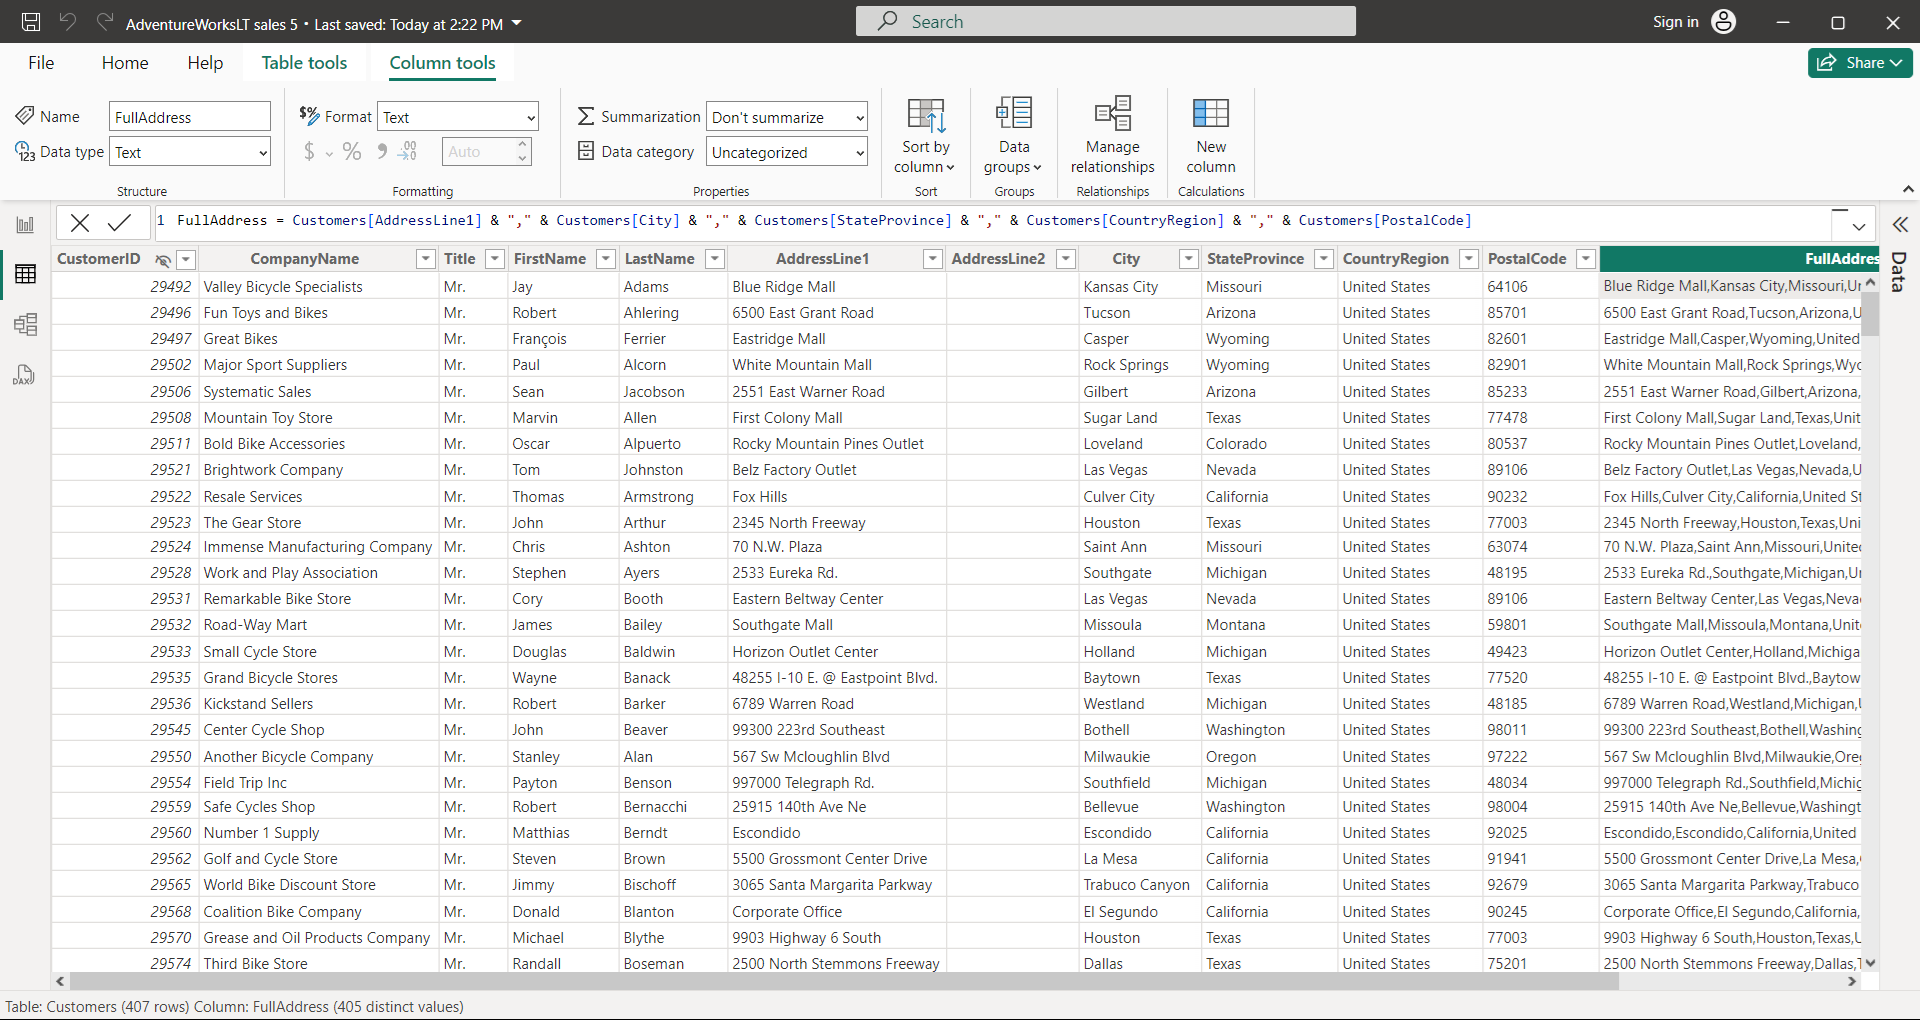 AdventureWorksLT sales 5 • Last saved: Today at 2:22 PM
Search
Sign in
File Home Help Table tools Column tools
Share
Name FullAddress
Data type Text
Structure
Format Text
$ % Auto
Formatting
Summarization Don't summarize
Data category Uncategorized
Properties
Sort by column
Sort
Data groups
Groups
Manage relationships
Relationships
New column
Calculations
1 FullAddress = Customers[AddressLine1] & "," & Customers[City] & "," & Customers[StateProvince] & "," & Customers[CountryRegion] & "," & Customers[PostalCode]
Data
CustomerID CompanyName Title FirstName LastName AddressLine1 AddressLine2 City StateProvince CountryRegion PostalCode FullAddres
29492 Valley Bicycle Specialists Mr. Jay Adams Blue Ridge Mall Kansas City Missouri United States 64106 Blue Ridge Mall,Kansas City,Missouri,Ur
29496 Fun Toys and Bikes Mr. Robert Ahlering 6500 East Grant Road Tucson Arizona United States 85701 6500 East Grant Road,Tucson,Arizona,U
29497 Great Bikes Mr. François Ferrier Eastridge Mall Casper Wyoming United States 82601 Eastridge Mall,Casper,Wyoming,United
29502 Major Sport Suppliers Mr. Paul Alcorn White Mountain Mall Rock Springs Wyoming United States 82901 White Mountain Mall,Rock Springs,Wyo
29506 Systematic Sales Mr. Sean Jacobson 2551 East Warner Road Gilbert Arizona United States 85233 2551 East Warner Road,Gilbert,Arizona,
29508 Mountain Toy Store Mr. Marvin Allen First Colony Mall Sugar Land Texas United States 77478 First Colony Mall,Sugar Land,Texas,Unit
29511 Bold Bike Accessories Mr. Oscar Alpuerto Rocky Mountain Pines Outlet Loveland Colorado United States 80537 Rocky Mountain Pines Outlet,Loveland,
29521 Brightwork Company Mr. Tom Johnston Belz Factory Outlet Las Vegas Nevada United States 89106 Belz Factory Outlet,Las Vegas,Nevada,U
29522 Resale Services Mr. Thomas Armstrong Fox Hills Culver City California United States 90232 Fox Hills,Culver City,California,United St
29523 The Gear Store Mr. John Arthur 2345 North Freeway Houston Texas United States 77003 2345 North Freeway,Houston,Texas,Uni
29524 Immense Manufacturing Company Mr. Chris Ashton 70 N.W. Plaza Saint Ann Missouri United States 63074 70 N.W. Plaza,Saint Ann,Missouri,Unitec
29528 Work and Play Association Mr. Stephen Ayers 2533 Eureka Rd. Southgate Michigan United States 48195 2533 Eureka Rd.,Southgate,Michigan,Ur
29531 Remarkable Bike Store Mr. Cory Booth Eastern Beltway Center Las Vegas Nevada United States 89106 Eastern Beltway Center,Las Vegas,Neva
29532 Road-Way Mart Mr. James Bailey Southgate Mall Missoula Montana United States 59801 Southgate Mall,Missoula,Montana,Unit
29533 Small Cycle Store Mr. Douglas Baldwin Horizon Outlet Center Holland Michigan United States 49423 Horizon Outlet Center,Holland,Michiga
29535 Grand Bicycle Stores Mr. Wayne Banack 48255 I-10 E. @ Eastpoint Blvd. Baytown Texas United States 77520 48255 I-10 E. @ Eastpoint Blvd.,Baytow
29536 Kickstand Sellers Mr. Robert Barker 6789 Warren Road Westland Michigan United States 48185 6789 Warren Road,Westland,Michigan,U
29545 Center Cycle Shop Mr. John Beaver 99300 223rd Southeast Bothell Washington United States 98011 99300 223rd Southeast,Bothell,Washing
29550 Another Bicycle Company Mr. Stanley Alan 567 Sw Mcloughlin Blvd Milwaukie Oregon United States 97222 567 Sw Mcloughlin Blvd,Milwaukie,Ore
29554 Field Trip Inc Mr. Payton Benson 997000 Telegraph Rd. Southfield Michigan United States 48034 997000 Telegraph Rd.,Southfield,Michig
29559 Safe Cycles Shop Mr. Robert Bernacchi 25915 140th Ave Ne Bellevue Washington United States 98004 25915 140th Ave Ne,Bellevue,Washingt
29560 Number 1 Supply Mr. Matthias Berndt Escondido Escondido California United States 92025 Escondido,Escondido,California,United
29562 Golf and Cycle Store Mr. Steven Brown 5500 Grossmont Center Drive La Mesa California United States 91941 5500 Grossmont Center Drive,La Mesa,
29565 World Bike Discount Store Mr. Jimmy Bischoff 3065 Santa Margarita Parkway Trabuco Canyon California United States 92679 3065 Santa Margarita Parkway,Trabuco
29568 Coalition Bike Company Mr. Donald Blanton Corporate Office El Segundo California United States 90245 Corporate Office,El Segundo,California,
29570 Grease and Oil Products Company Mr. Michael Blythe 9903 Highway 6 South Houston Texas United States 77003 9903 Highway 6 South,Houston,Texas,U
29574 Third Bike Store Mr. Randall Boseman 2500 North Stemmons Freeway Dallas Texas United States 75201 2500 North Stemmons Freeway,Dallas,T
Table: Customers (407 rows) Column: FullAddress (405 distinct values)